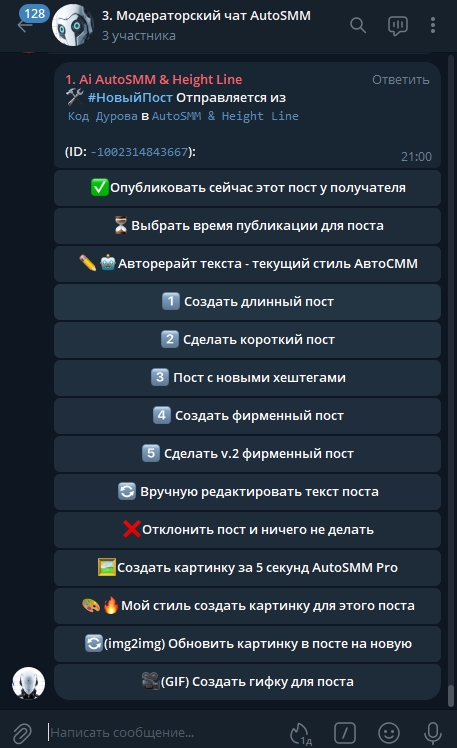 128
3. Модераторский чат AutoSMM
3 участника
1. Ai AutoSMM & Height Line
Ответить
🛠 #НовыйПост Отправляется из
Код Дурова в AutoSMM & Height Line
(ID: -1002314843667):
21:00
✅Опубликовать сейчас этот пост у получателя
⏳Выбрать время публикации для поста
✏️🤖Авторерайт текста - текущий стиль АвтоСММ
1️⃣ Создать длинный пост
2️⃣ Сделать короткий пост
3️⃣ Пост с новыми хештегами
4️⃣ Создать фирменный пост
5️⃣ Сделать v.2 фирменный пост
🔄 Вручную редактировать текст поста
❌Отклонить пост и ничего не делать
🖼Создать картинку за 5 секунд AutoSMM Pro
🎨🔥Мой стиль создать картинку для этого поста
🔄(img2img) Обновить картинку в посте на новую
🎥(GIF) Создать гифку для поста
Написать сообщение...
1д